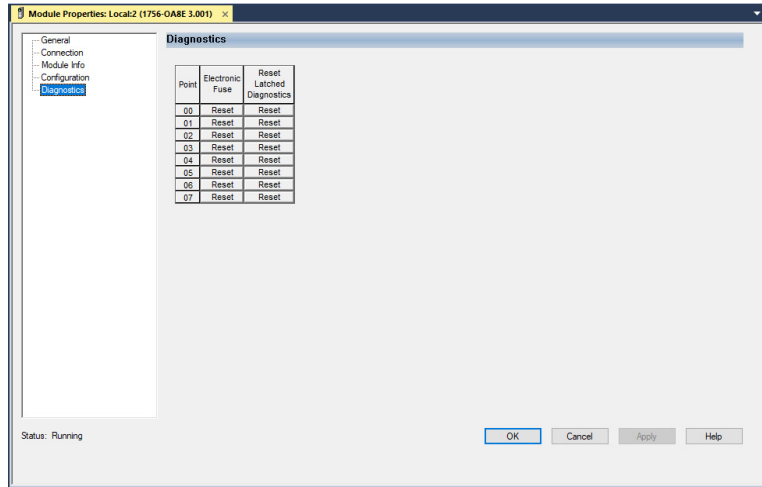 Module Properties: Local:2 (1756-OA8E 3.001) ×
General
Connection
Module Info
Configuration
Diagnostics
Diagnostics
Point Electronic Fuse Reset Latched Diagnostics
00 Reset Reset
01 Reset Reset
02 Reset Reset
03 Reset Reset
04 Reset Reset
05 Reset Reset
06 Reset Reset
07 Reset Reset
Status: Running
OK Cancel Apply Help